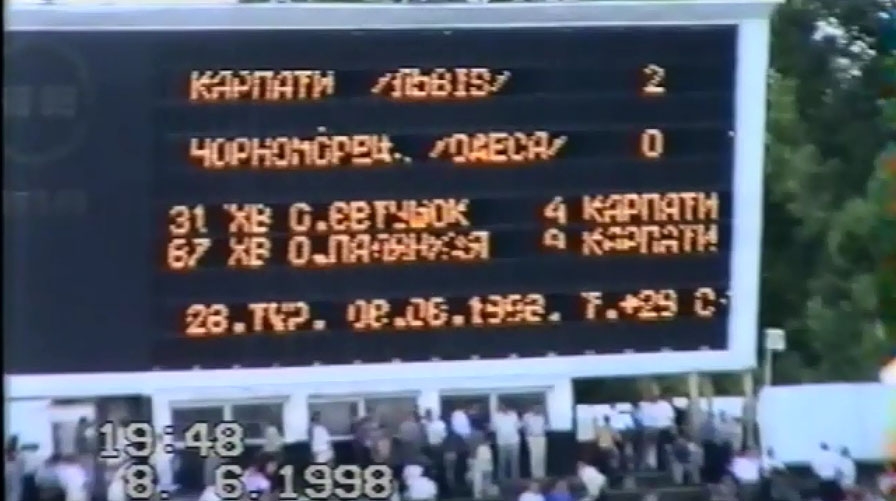 КАРПАТИ /ЛЬВІВ/ 2
ЧОРНОМОРЕЦЬ /ОДЕСА/ 0
31 ХВ О.ЄВТУШОК 4 КАРПАТИ
67 ХВ КАРПАТИ
28.ТУР. 08.06.1998. Т.+29 С
19:48
8. 6.1998